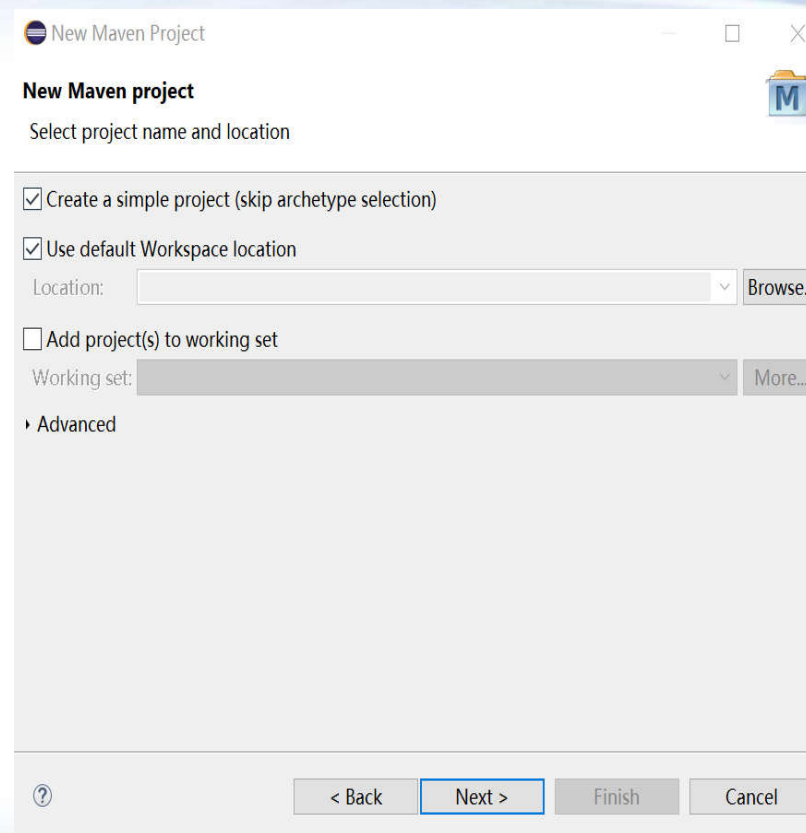 New Maven Project
New Maven project
Select project name and location
Create a simple project (skip archetype selection)
Use default Workspace location
Location:
Browse.
Add project(s) to working set
Working set:
More...
Advanced
< Back Next > Finish Cancel